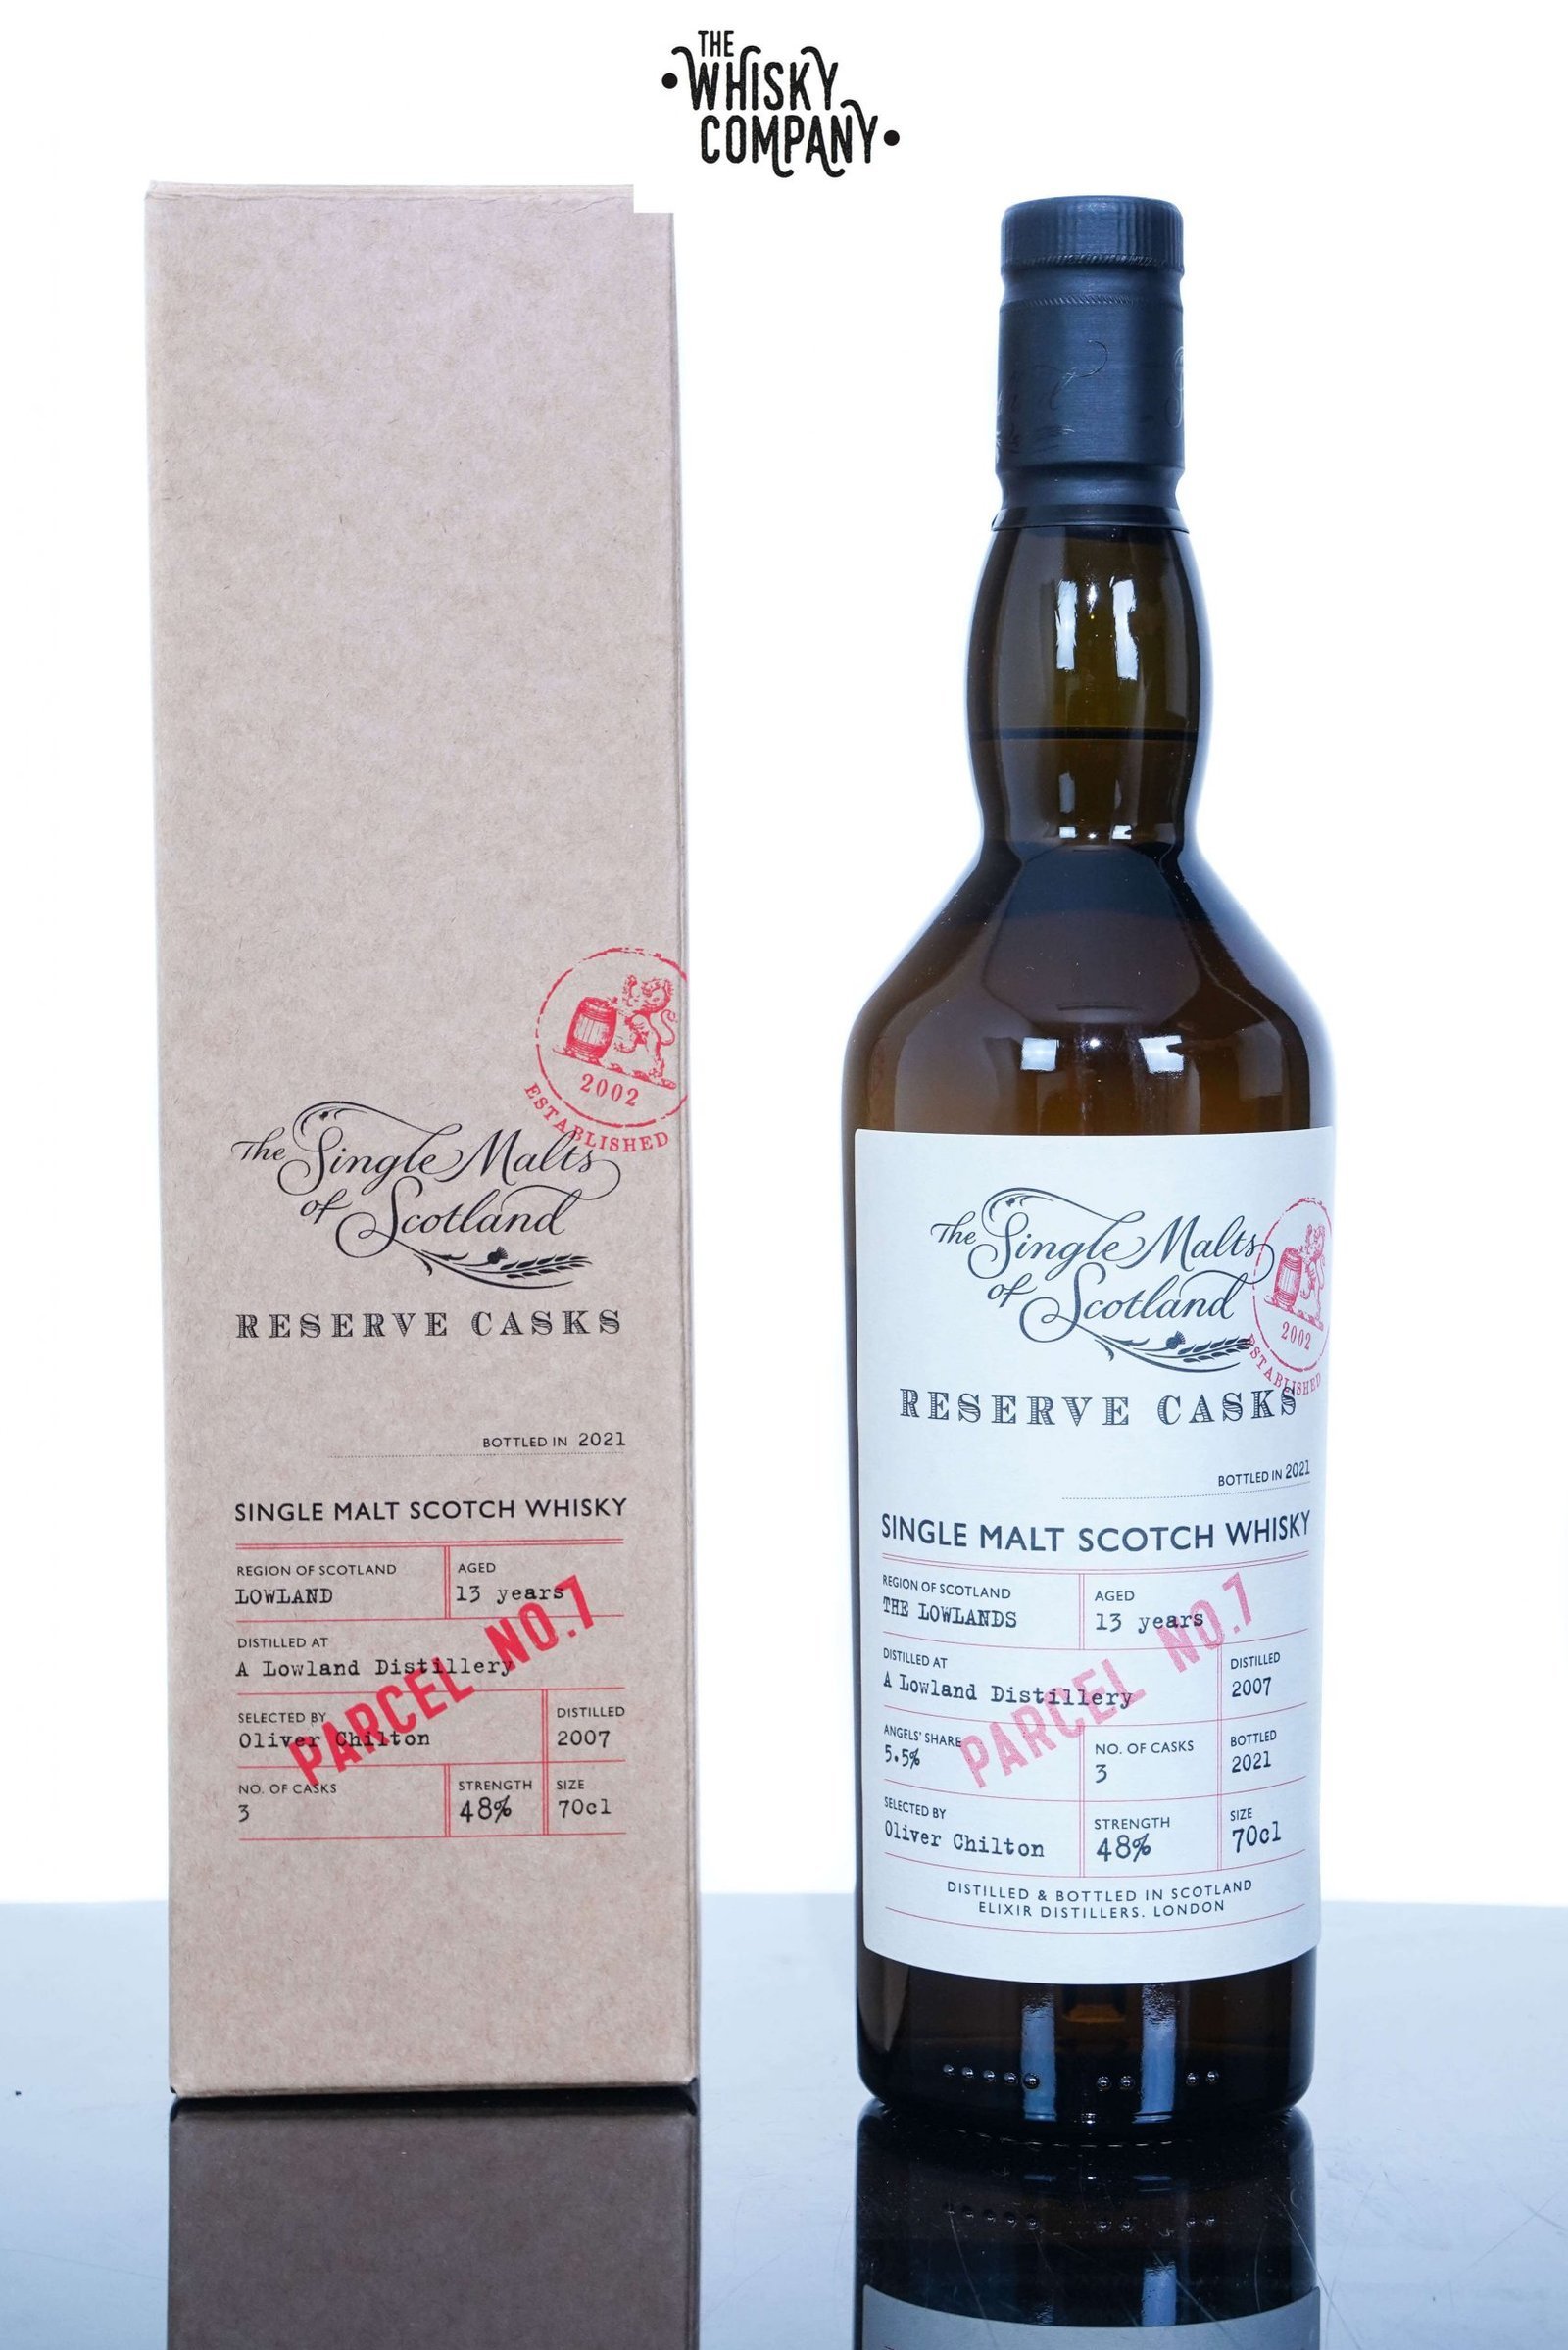 THE
WHISKY
COMPANY
2002
ESTABLISHED
The Single Malts
of Scotland
RESERVE CASKS
BOTTLED IN 2021
SINGLE MALT SCOTCH WHISKY
REGION OF SCOTLAND
LOWLAND
AGED
13 years
DISTILLED AT
A Lowland Distillery
PARCEL NO.7
SELECTED BY
Oliver Chilton
DISTILLED
2007
NO. OF CASKS
3
STRENGTH
48%
SIZE
70cl
The Single Malts
of Scotland
2002
ESTABLISHED
RESERVE CASKS
BOTTLED IN 2021
SINGLE MALT SCOTCH WHISKY
REGION OF SCOTLAND
THE LOWLANDS
AGED
13 years
DISTILLED AT
A Lowland Distillery
PARCEL NO.7
DISTILLED
2007
ANGELS' SHARE
5.5%
NO. OF CASKS
3
BOTTLED
2021
SELECTED BY
Oliver Chilton
STRENGTH
48%
SIZE
70cl
DISTILLED & BOTTLED IN SCOTLAND
ELIXIR DISTILLERS. LONDON